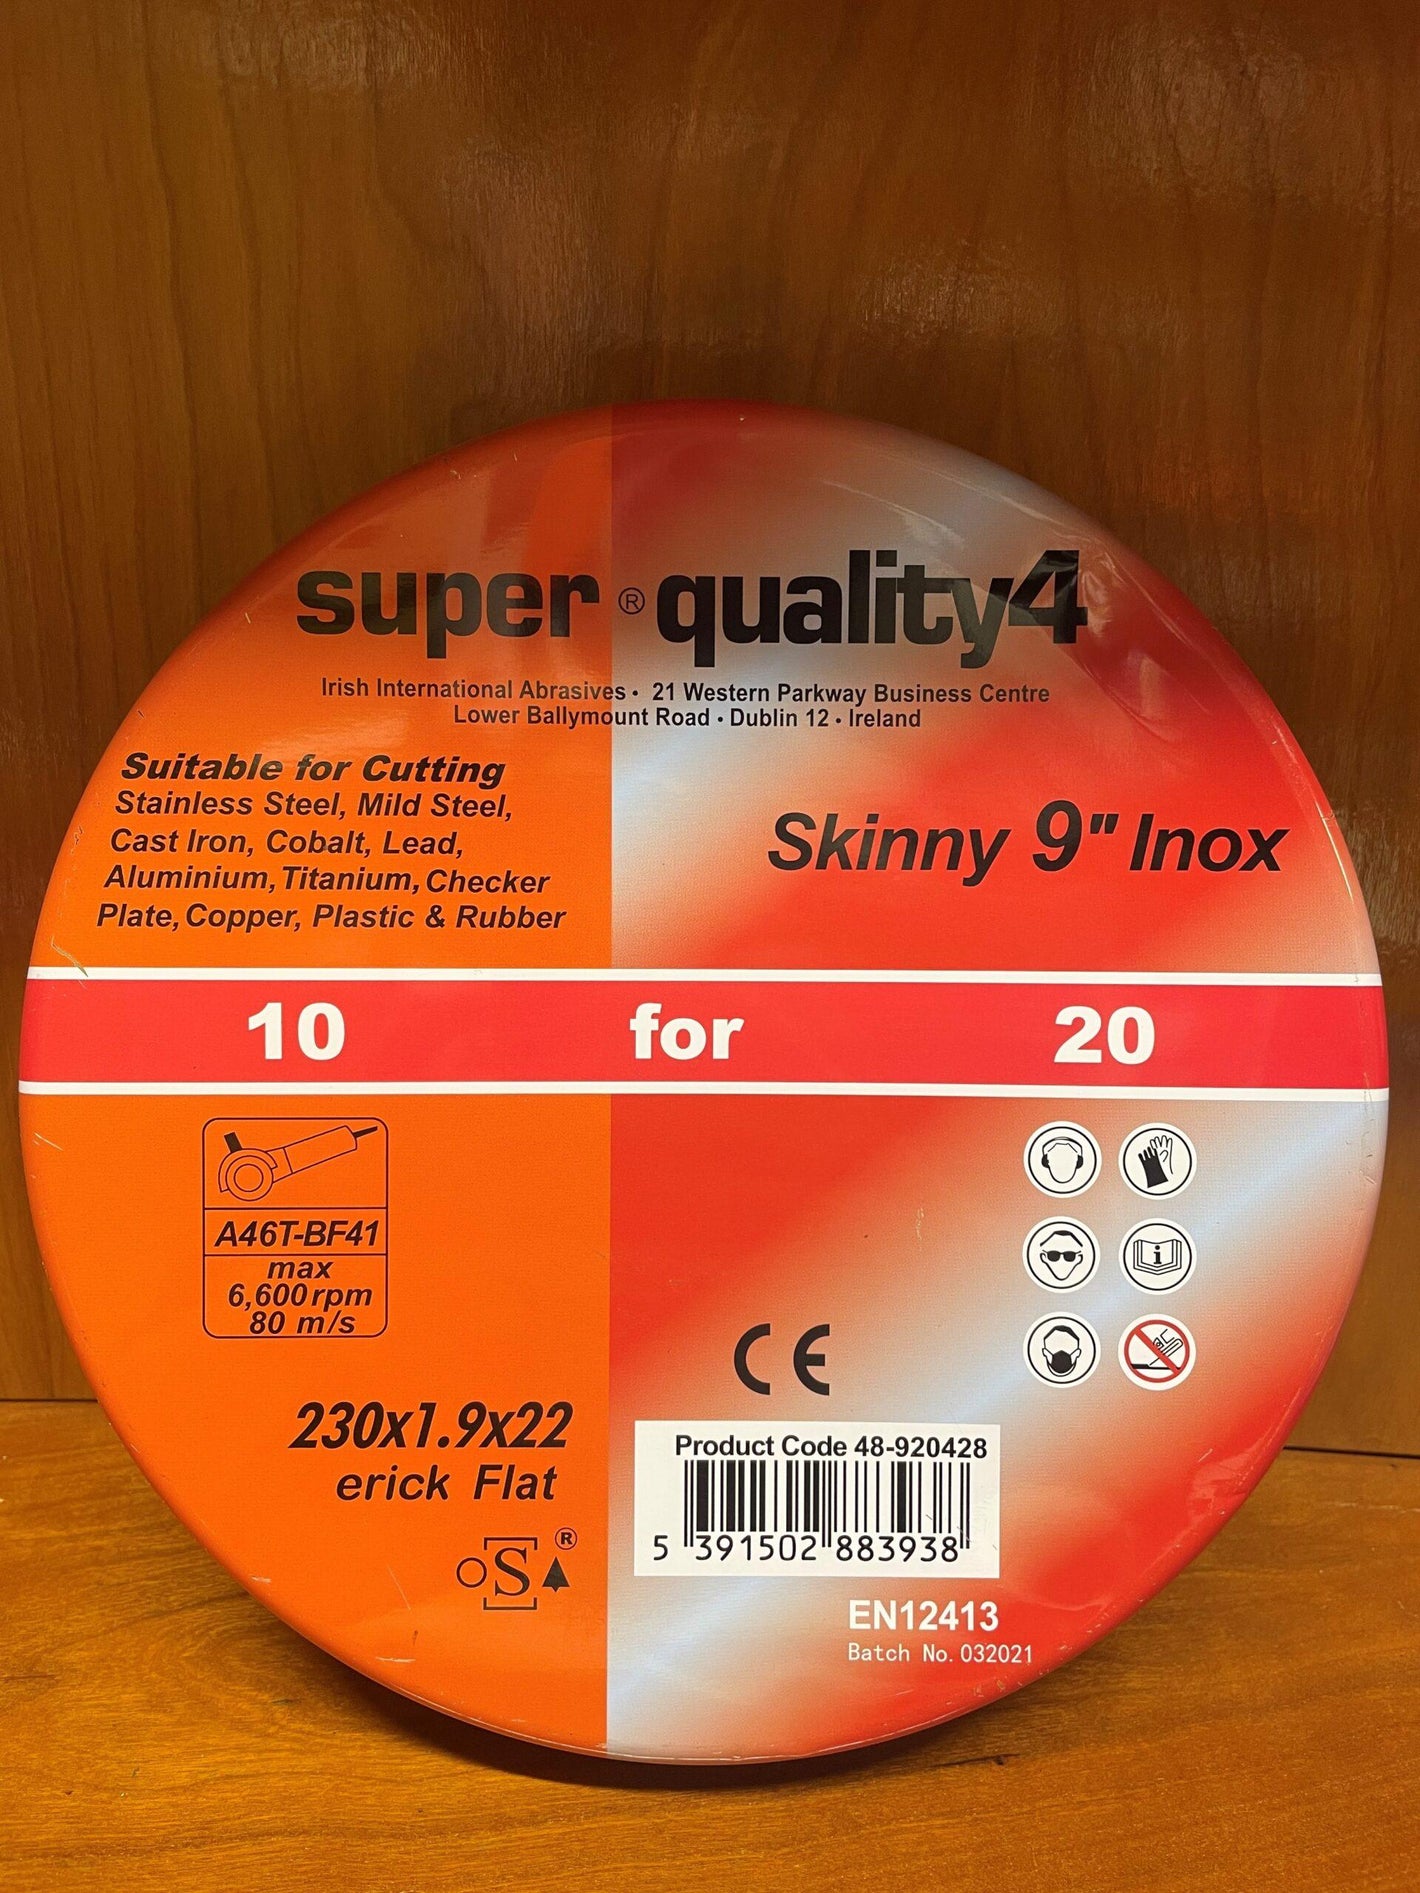 super ® quality4
Irish International Abrasives • 21 Western Parkway Business Centre
Lower Ballymount Road • Dublin 12 • Ireland
Suitable for Cutting
Stainless Steel, Mild Steel,
Cast Iron, Cobalt, Lead,
Aluminium, Titanium, Checker
Plate, Copper, Plastic & Rubber
Skinny 9" Inox
10 for 20
A46T-BF41
max
6,600 rpm
80 m/s
230x1.9x22
erick Flat
oSA®
CE
Product Code 48-920428
5 391502 883938
EN12413
Batch No. 032021